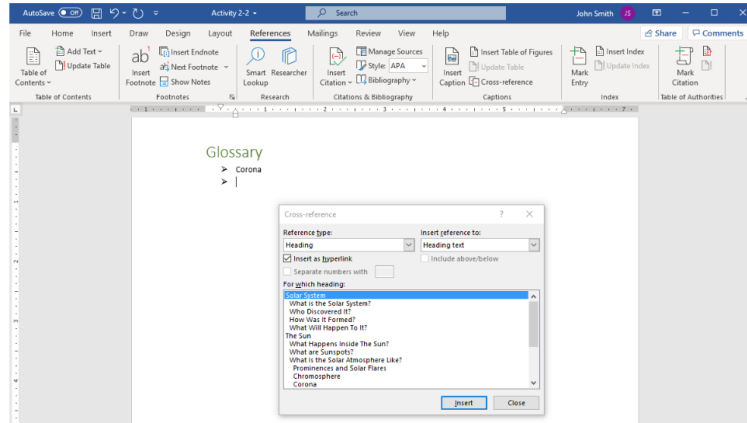 AutoSave Off Activity 2-2 Search John Smith JS
File Home Insert Draw Design Layout References Mailings Review View Help Share Comments
Table of Contents
Add Text
Update Table
Table of Contents
ab
Insert Footnote
Insert Endnote
Next Footnote
Show Notes
Footnotes
Smart Lookup
Researcher
Research
Insert Citation
Manage Sources
Style: APA
Bibliography
Citations & Bibliography
Insert Caption
Insert Table of Figures
Update Table
Cross-reference
Captions
Mark Entry
Insert Index
Update Index
Index
Mark Citation
Table of Authorities
Glossary
Corona
Cross-reference ?
Reference type: Insert reference to:
Heading Heading text
Insert as hyperlink Include above/below
Separate numbers with
For which heading:
Solar System
What is the Solar System?
Who Discovered It?
How Was It Formed?
What Will Happen To It?
The Sun
What Happens Inside The Sun?
What are Sunspots?
What is the Solar Atmosphere Like?
Prominences and Solar Flares
Chromosphere
Corona
Insert Close